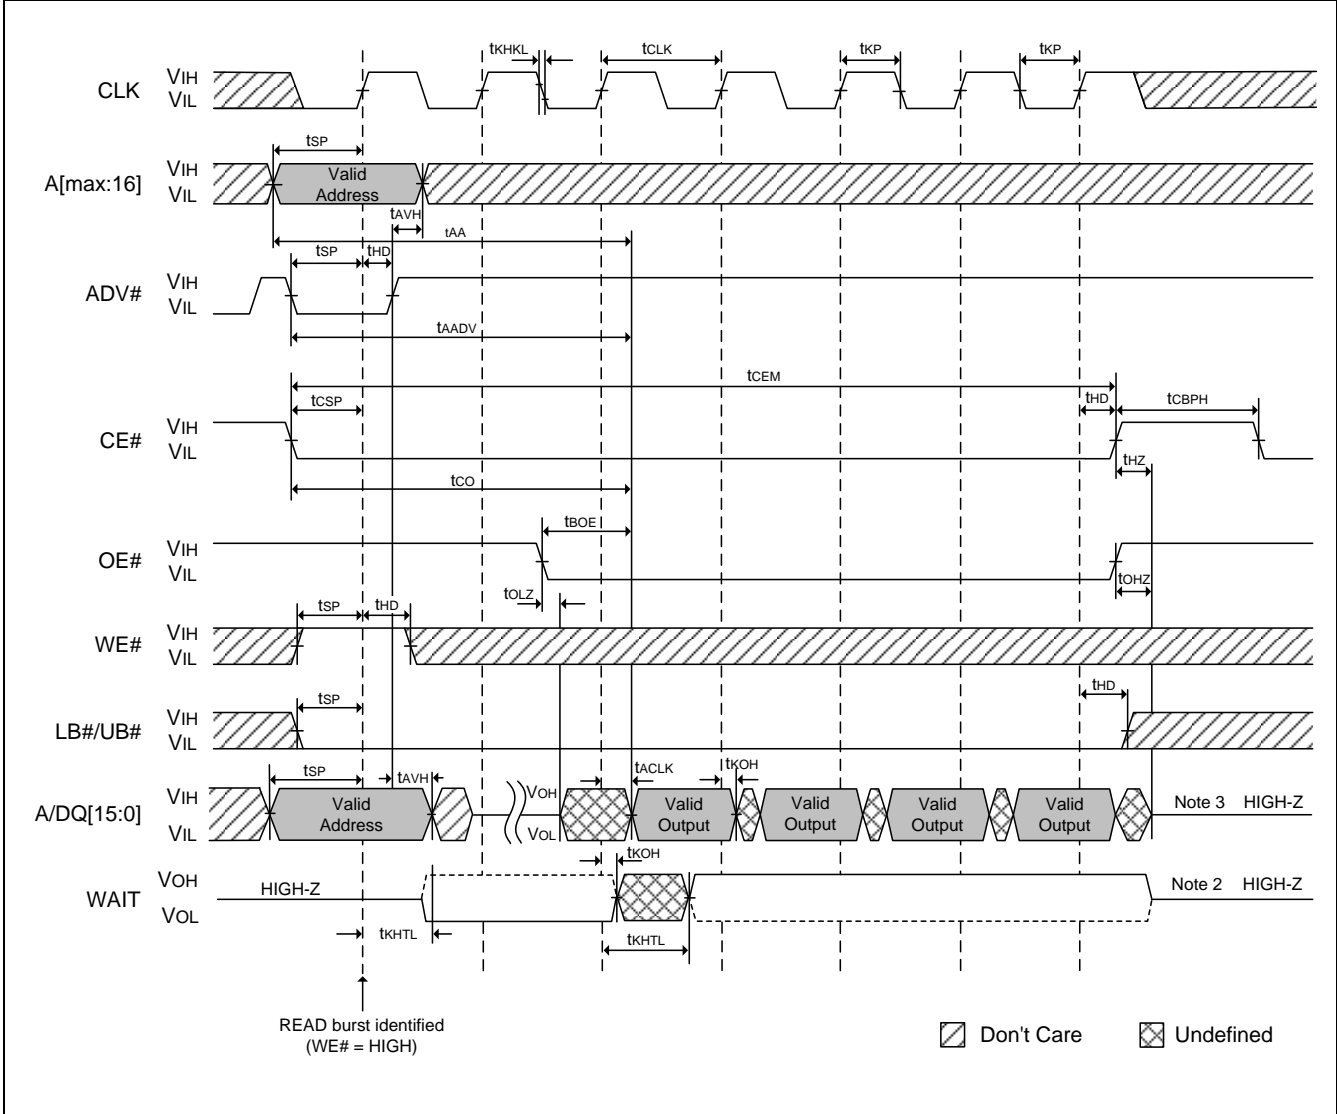 tKHKL tCLK tKP tKP
CLK VIH
VIL
tSP
A[max:16] VIH
VIL
Valid
Address
tAVH
tAA
tSP tHD
ADV# VIH
VIL
tAADV
tCEM
tCSP tHD tCBPH
CE# VIH
VIL
tHZ
tCO
tBOE
OE# VIH
VIL
tOHZ
tOLZ
tSP tHD
WE# VIH
VIL
tSP tHD
LB#/UB# VIH
VIL
tSP tAVH tACLK tKOH
A/DQ[15:0] VIH
VIL
Valid
Address
VOH
VOL
Valid
Output
Valid
Output
Valid
Output
Valid
Output
Note 3 HIGH-Z
tKOH
WAIT VOH
VOL
HIGH-Z
Note 2 HIGH-Z
tKHTL tKHTL
READ burst identified
(WE# = HIGH)
Don't Care Undefined